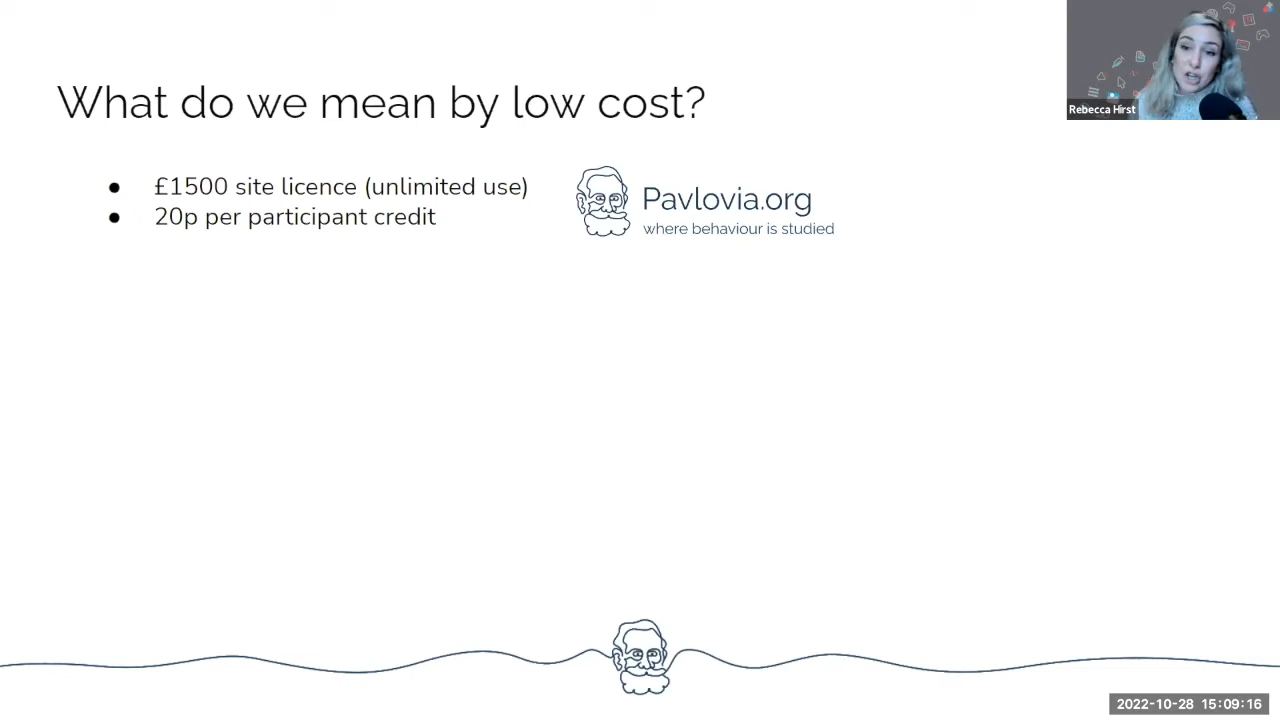 What do we mean by low cost?
Rebecca Hirst
● £1500 site licence (unlimited use)
● 20p per participant credit
Pavlovia.org
where behaviour is studied
2022-10-28 15:09:16